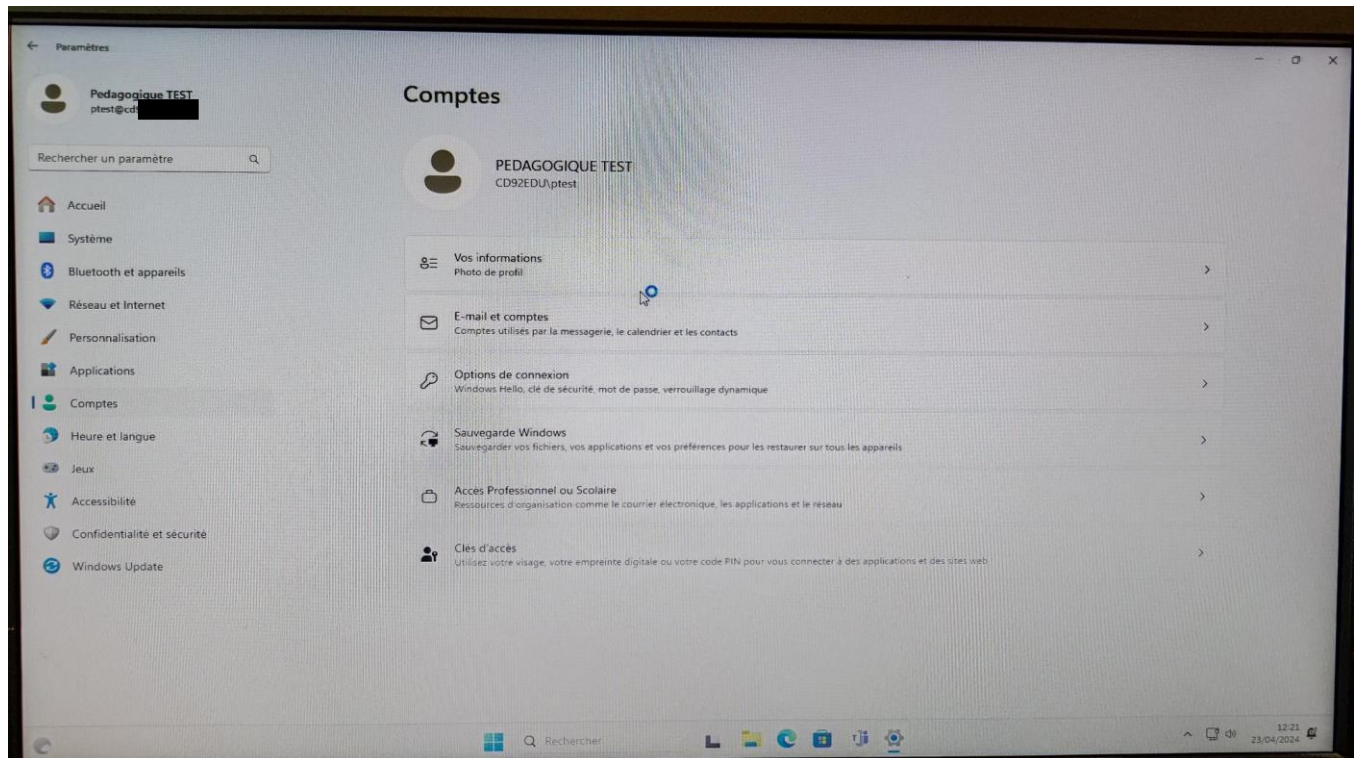 Paramètres
Pedagogique TEST
ptest@cd
Rechercher un paramètre
Accueil
Système
Bluetooth et appareils
Réseau et Internet
Personnalisation
Applications
Comptes
Heure et langue
Jeux
Accessibilité
Confidentialité et sécurité
Windows Update
Comptes
PEDAGOGIQUE TEST
CD92EDU\ptest
Vos informations
Photo de profil
E-mail et comptes
Comptes utilisés par la messagerie, le calendrier et les contacts
Options de connexion
Windows Hello, clé de sécurité, mot de passe, verrouillage dynamique
Sauvegarde Windows
Sauvegarder vos fichiers, vos applications et vos préférences pour les restaurer sur tous les appareils
Accès Professionnel ou Scolaire
Ressources d'organisation comme le courrier électronique, les applications et le réseau
Clés d'accès
Utilisez votre visage, votre empreinte digitale ou votre code PIN pour vous connecter à des applications et des sites web
Rechercher
12:21
23/04/2024